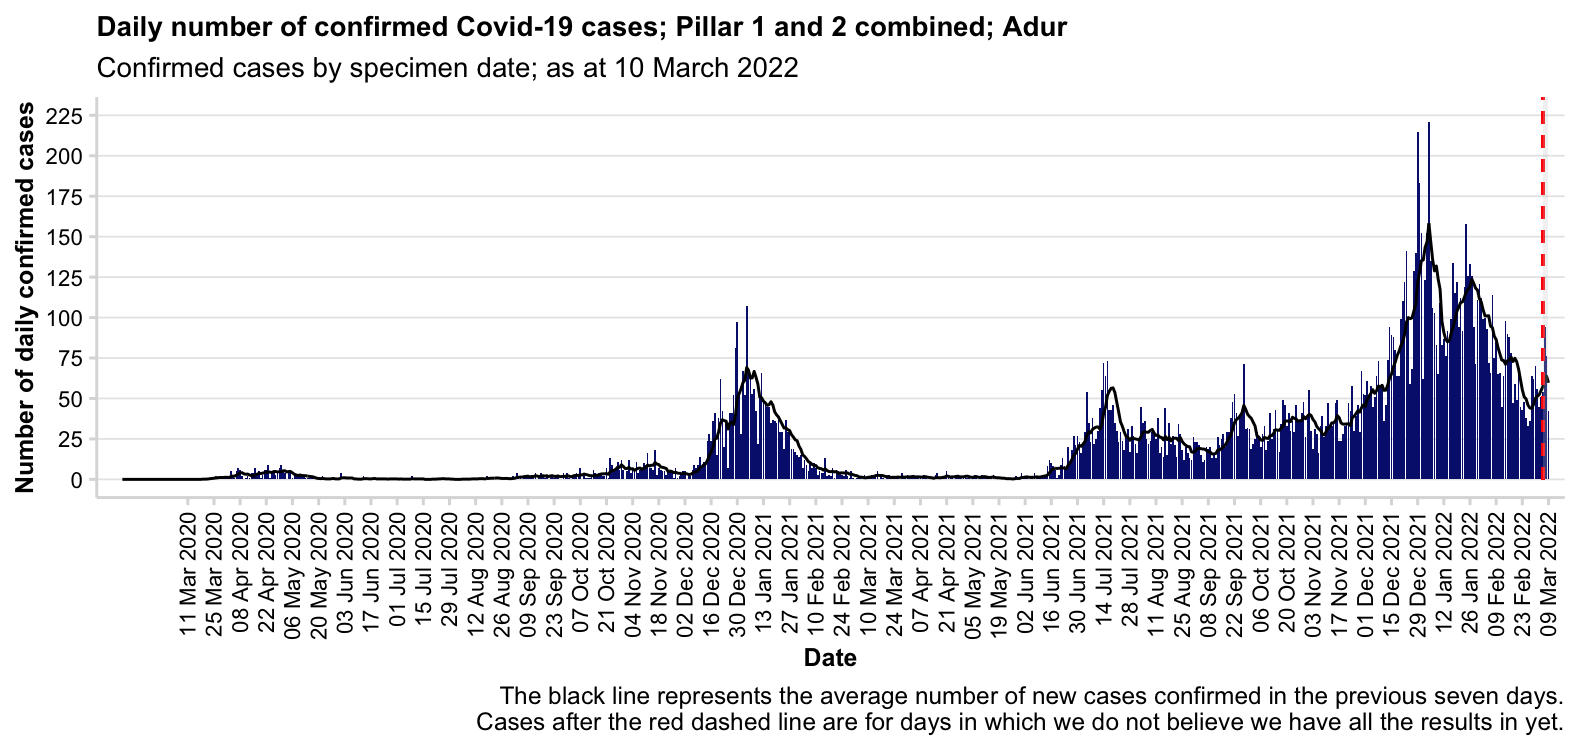 Daily number of confirmed Covid-19 cases; Pillar 1 and 2 combined; Adur
Confirmed cases by specimen date; as at 10 March 2022
Number of daily confirmed cases
225
200
175
150
125
100
75
50
25
0
11 Mar 2020
25 Mar 2020
08 Apr 2020
22 Apr 2020
06 May 2020
20 May 2020
03 Jun 2020
17 Jun 2020
01 Jul 2020
15 Jul 2020
29 Jul 2020
12 Aug 2020
26 Aug 2020
09 Sep 2020
23 Sep 2020
07 Oct 2020
21 Oct 2020
04 Nov 2020
18 Nov 2020
02 Dec 2020
16 Dec 2020
30 Dec 2020
13 Jan 2021
27 Jan 2021
10 Feb 2021
24 Feb 2021
10 Mar 2021
24 Mar 2021
07 Apr 2021
21 Apr 2021
05 May 2021
19 May 2021
02 Jun 2021
16 Jun 2021
30 Jun 2021
14 Jul 2021
28 Jul 2021
11 Aug 2021
25 Aug 2021
08 Sep 2021
22 Sep 2021
06 Oct 2021
20 Oct 2021
03 Nov 2021
17 Nov 2021
01 Dec 2021
15 Dec 2021
29 Dec 2021
12 Jan 2022
26 Jan 2022
09 Feb 2022
23 Feb 2022
09 Mar 2022
Date
The black line represents the average number of new cases confirmed in the previous seven days.
Cases after the red dashed line are for days in which we do not believe we have all the results in yet.